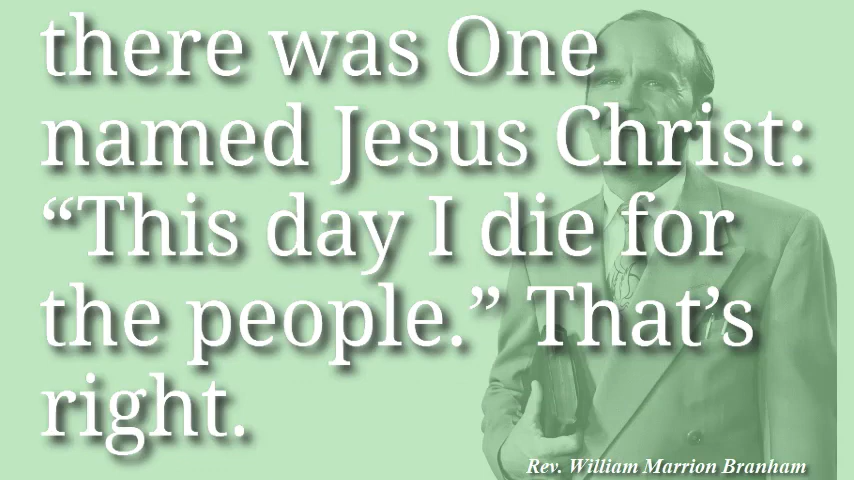 there was One
named Jesus Christ:
“This day I die for
the people.” That’s
right.
Rev. William Marrion Branham